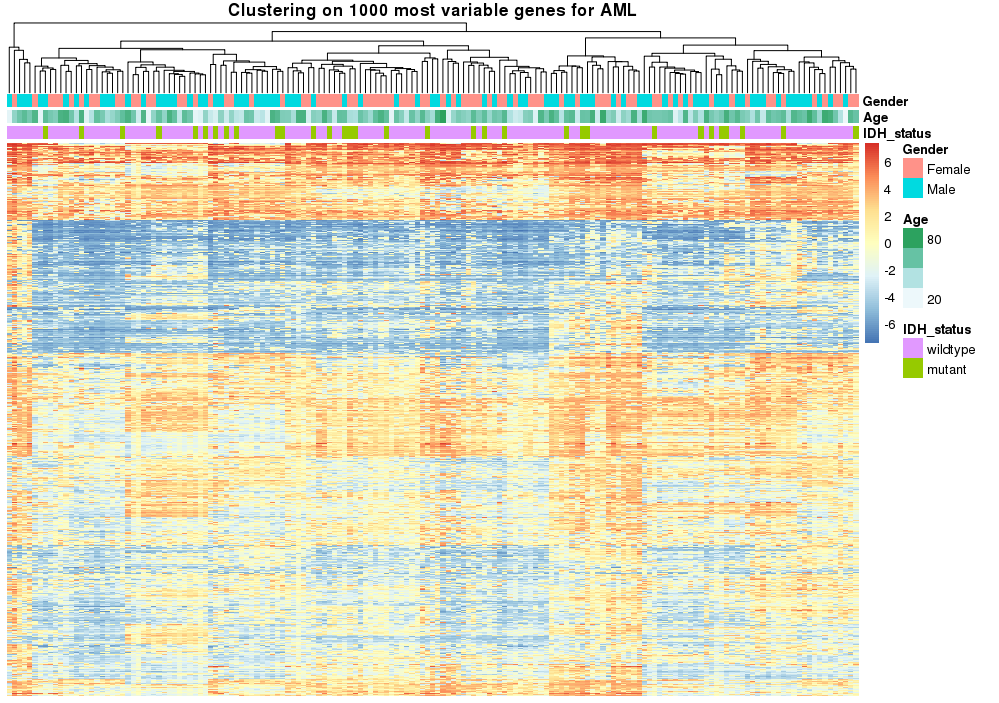 Clustering on 1000 most variable genes for AML
Gender
Age
IDH_status
6
4
2
0
-2
-4
-6
Gender
Female
Male
Age
80
20
IDH_status
wildtype
mutant